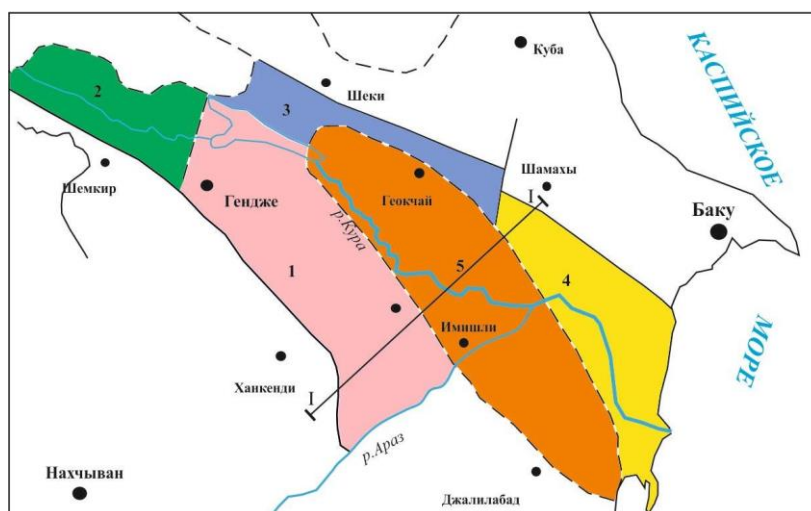 Куба
КАСПИЙСКОЕ
МОРЕ
2
3
Шеки
Шемкир
Гендже
Геокчай
Шамахы
I
Баку
р.Кура
1
5
4
Имишли
Ханкенди
I
р.Араз
Нахчыван
Джалилабад